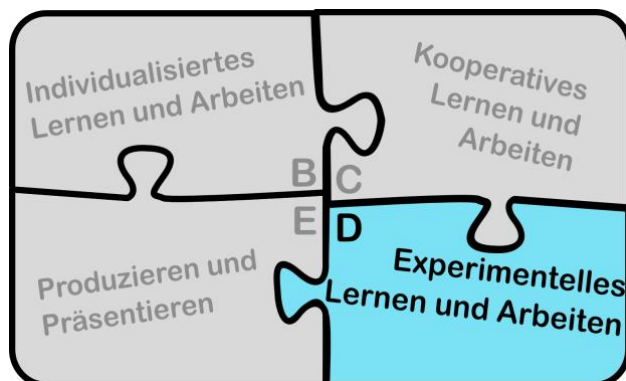 Individualisiertes
Lernen und Arbeiten
B
Kooperatives
Lernen und
Arbeiten
C
E
Produzieren und
Präsentieren
D
Experimentelles
Lernen und Arbeiten